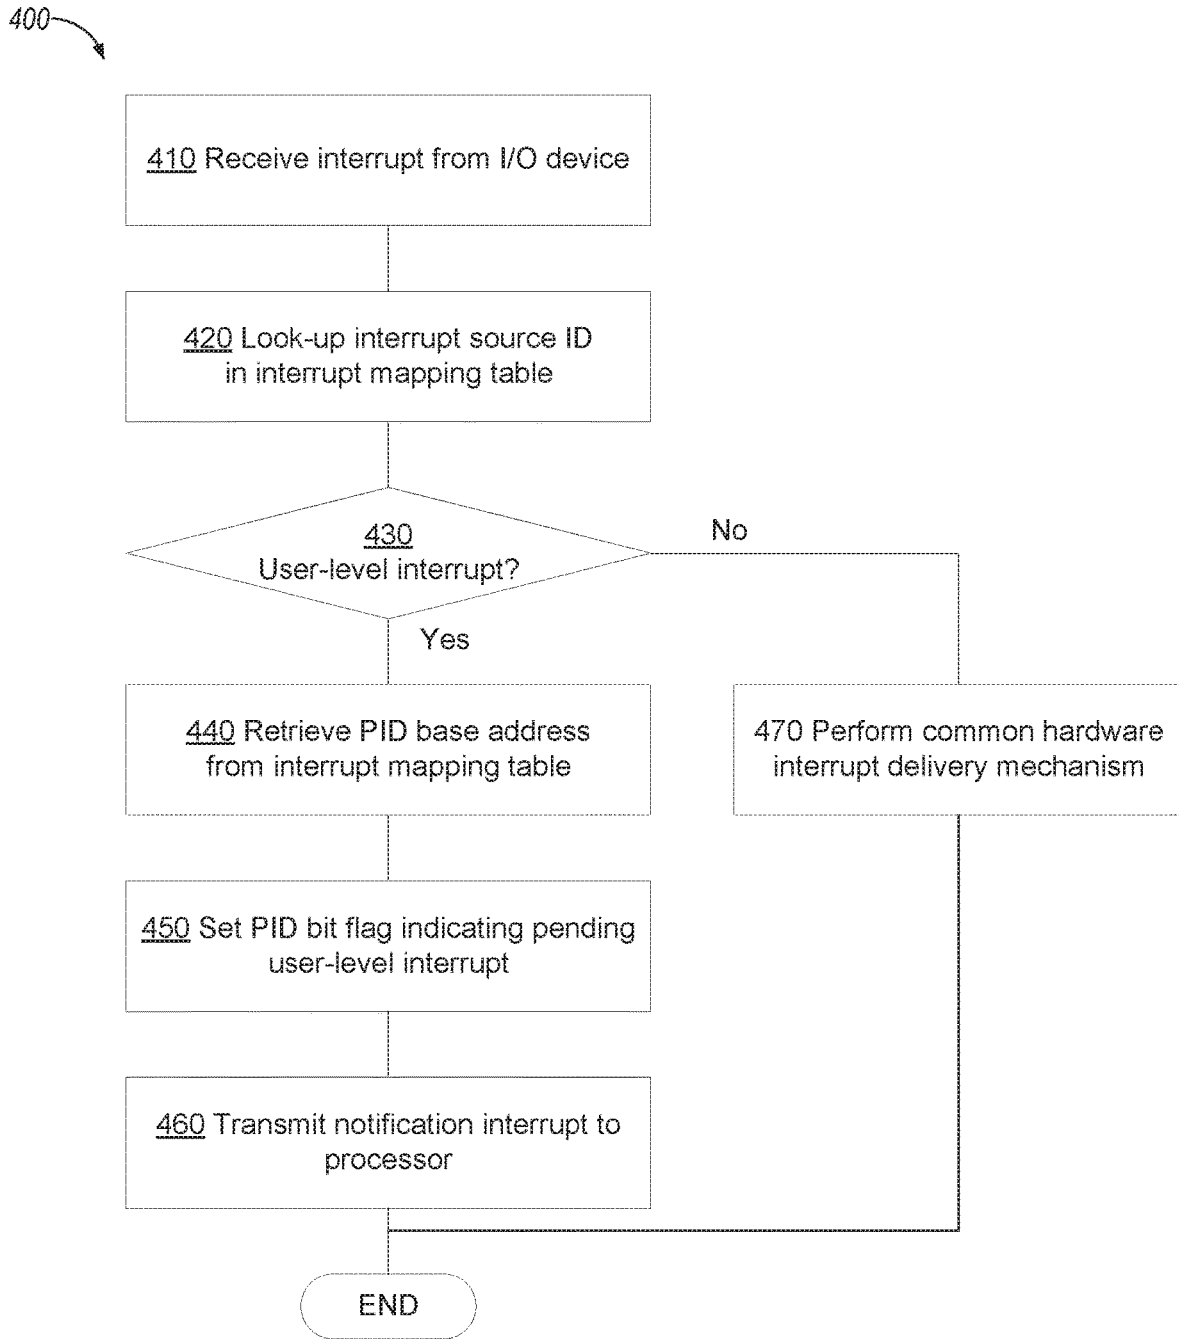 400
410 Receive interrupt from I/O device
420 Look-up interrupt source ID
in interrupt mapping table
430
User-level interrupt?
No
Yes
440 Retrieve PID base address
from interrupt mapping table
470 Perform common hardware
interrupt delivery mechanism
450 Set PID bit flag indicating pending
user-level interrupt
460 Transmit notification interrupt to
processor
END